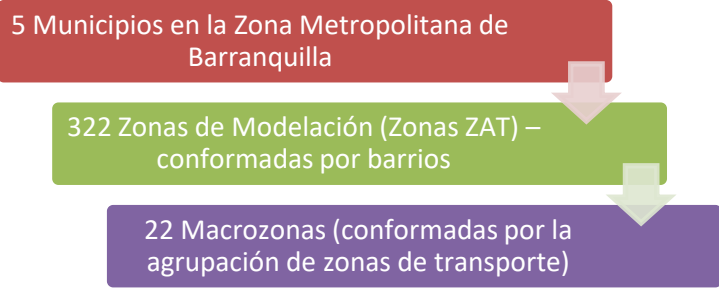 5 Municipios en la Zona Metropolitana de
Barranquilla
322 Zonas de Modelación (Zonas ZAT) –
conformadas por barrios
22 Macrozonas (conformadas por la
agrupación de zonas de transporte)